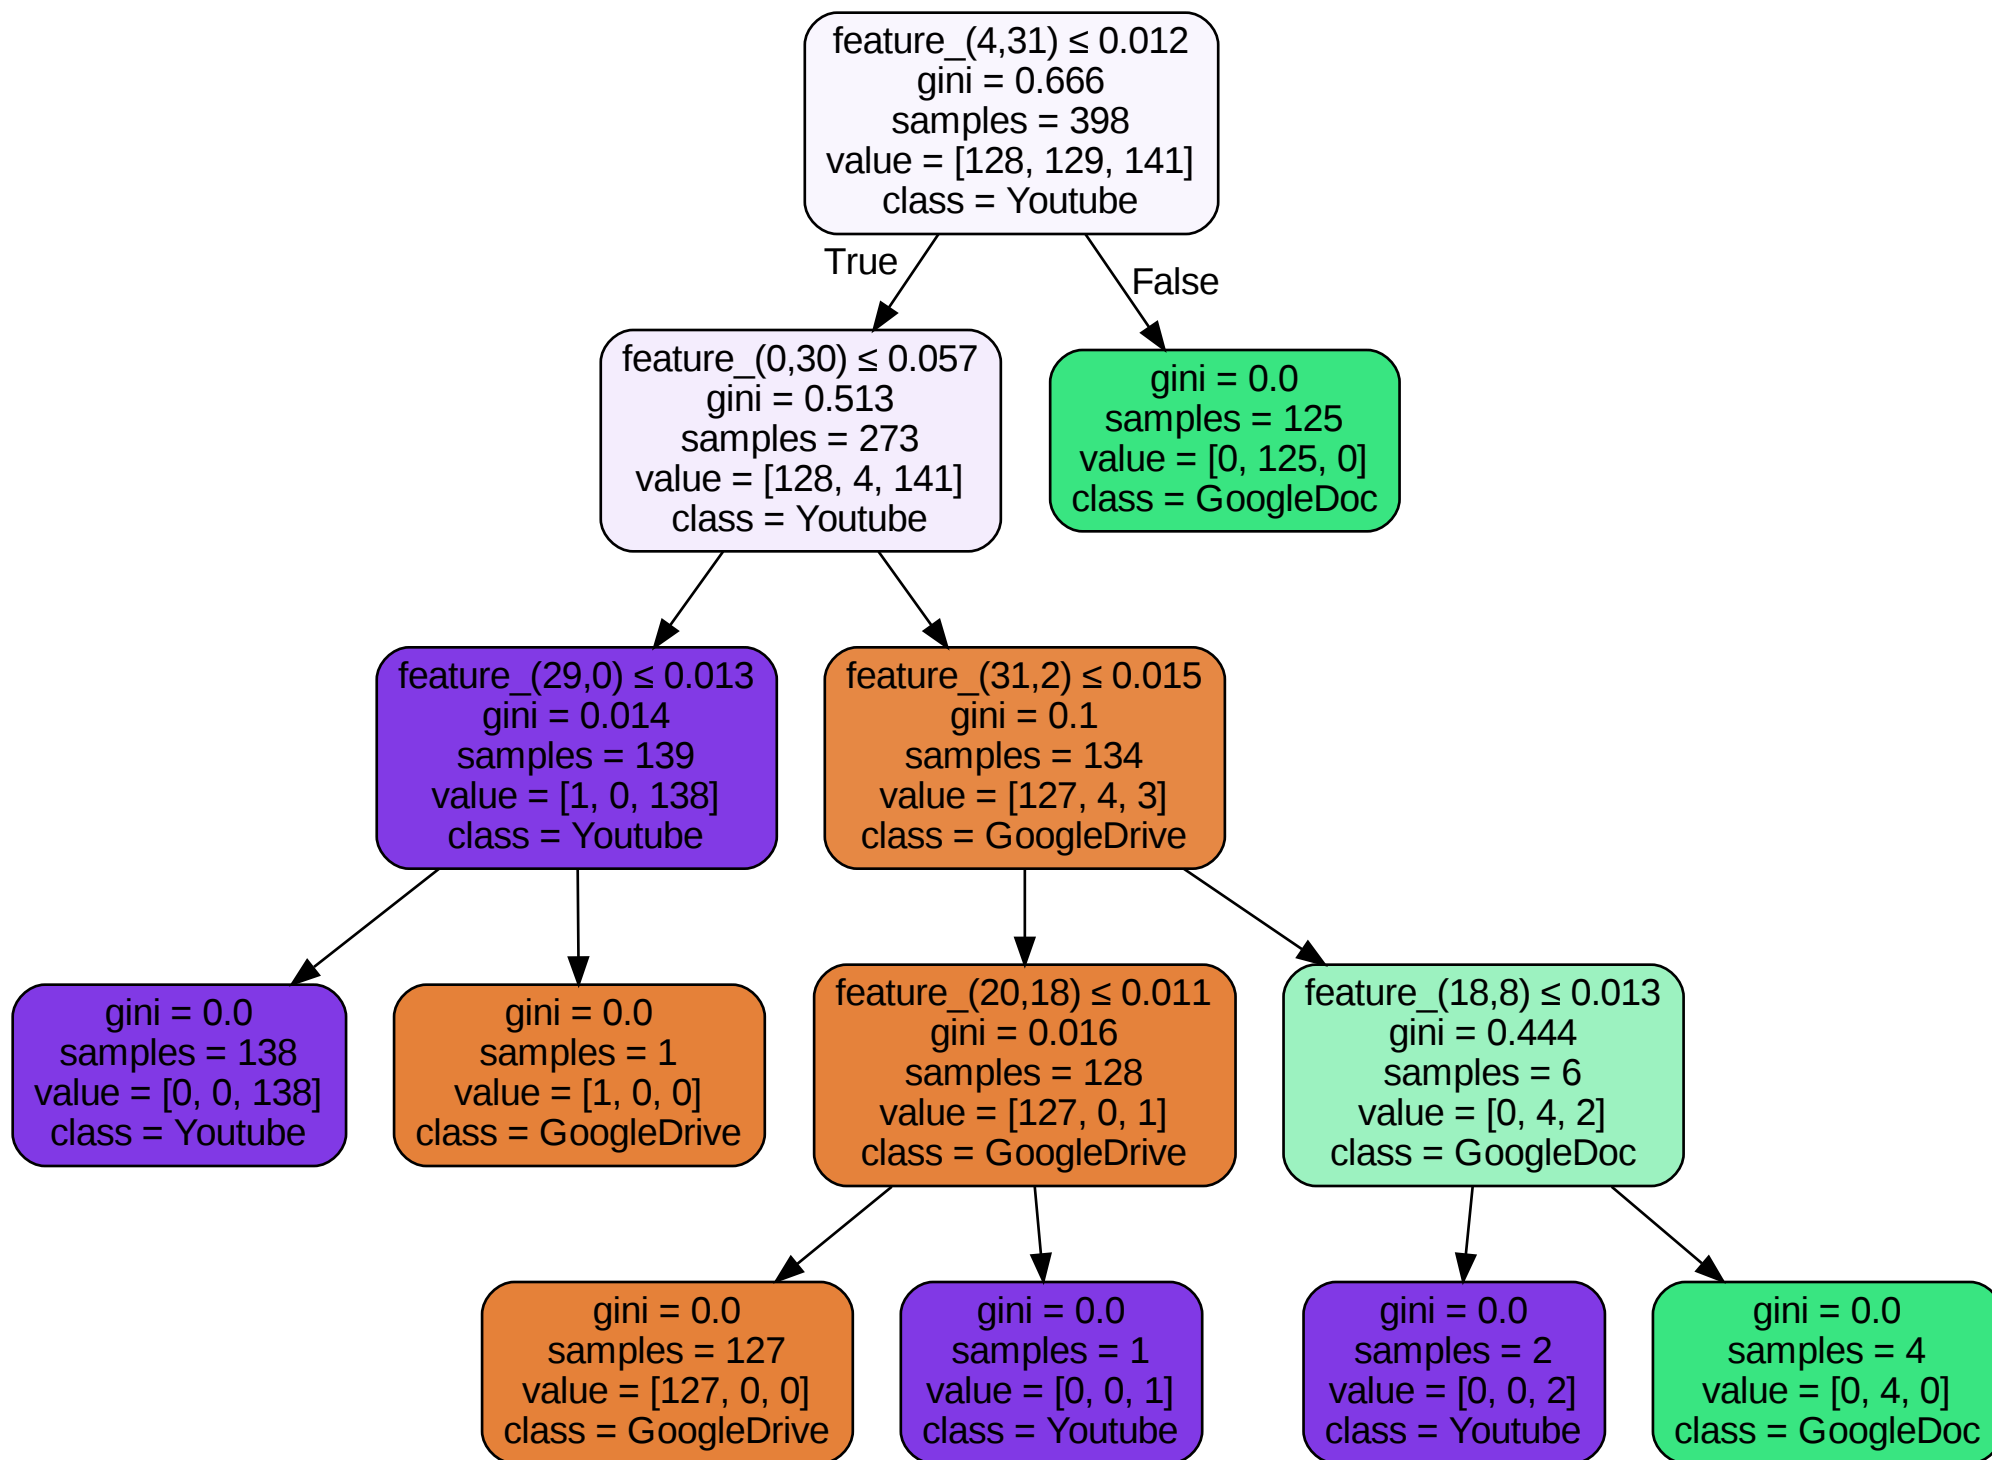 feature_(4,31) ≤ 0.012
gini = 0.666
samples = 398
value = [128, 129, 141]
class = Youtube
True
False
feature_(0,30) ≤ 0.057
gini = 0.513
samples = 273
value = [128, 4, 141]
class = Youtube
gini = 0.0
samples = 125
value = [0, 125, 0]
class = GoogleDoc
feature_(29,0) ≤ 0.013
gini = 0.014
samples = 139
value = [1, 0, 138]
class = Youtube
feature_(31,2) ≤ 0.015
gini = 0.1
samples = 134
value = [127, 4, 3]
class = GoogleDrive
gini = 0.0
samples = 138
value = [0, 0, 138]
class = Youtube
gini = 0.0
samples = 1
value = [1, 0, 0]
class = GoogleDrive
feature_(20,18) ≤ 0.011
gini = 0.016
samples = 128
value = [127, 0, 1]
class = GoogleDrive
feature_(18,8) ≤ 0.013
gini = 0.444
samples = 6
value = [0, 4, 2]
class = GoogleDoc
gini = 0.0
samples = 127
value = [127, 0, 0]
class = GoogleDrive
gini = 0.0
samples = 1
value = [0, 0, 1]
class = Youtube
gini = 0.0
samples = 2
value = [0, 0, 2]
class = Youtube
gini = 0.0
samples = 4
value = [0, 4, 0]
class = GoogleDoc